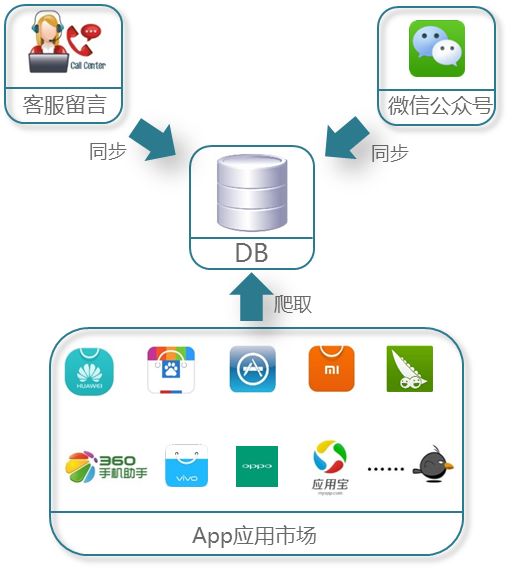 Call Center
客服留言
微信公众号
同步
同步
DB
爬取
HUAWEI
mi
360
手机助手
vivo
oppo
应用宝
myapp.com
......
App应用市场